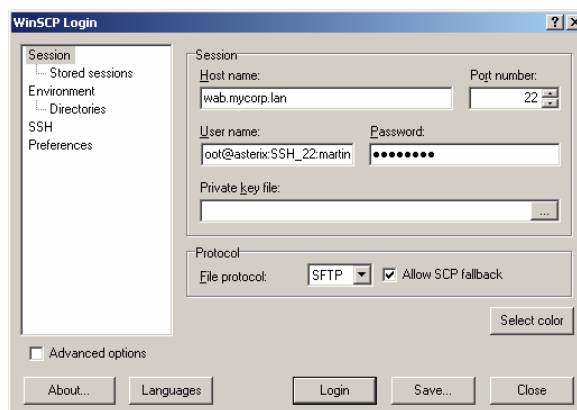 WinSCP Login
Session
Stored sessions
Environment
Directories
SSH
Preferences
Session
Host name:
Port number:
wab.mycorp.lan
22
User name:
Password:
oot@asterix:SSH_22:martin
●●●●●●●●
Private key file:
...
Protocol
File protocol:
SFTP
Allow SCP fallback
Select color
Advanced options
About...
Languages
Login
Save...
Close